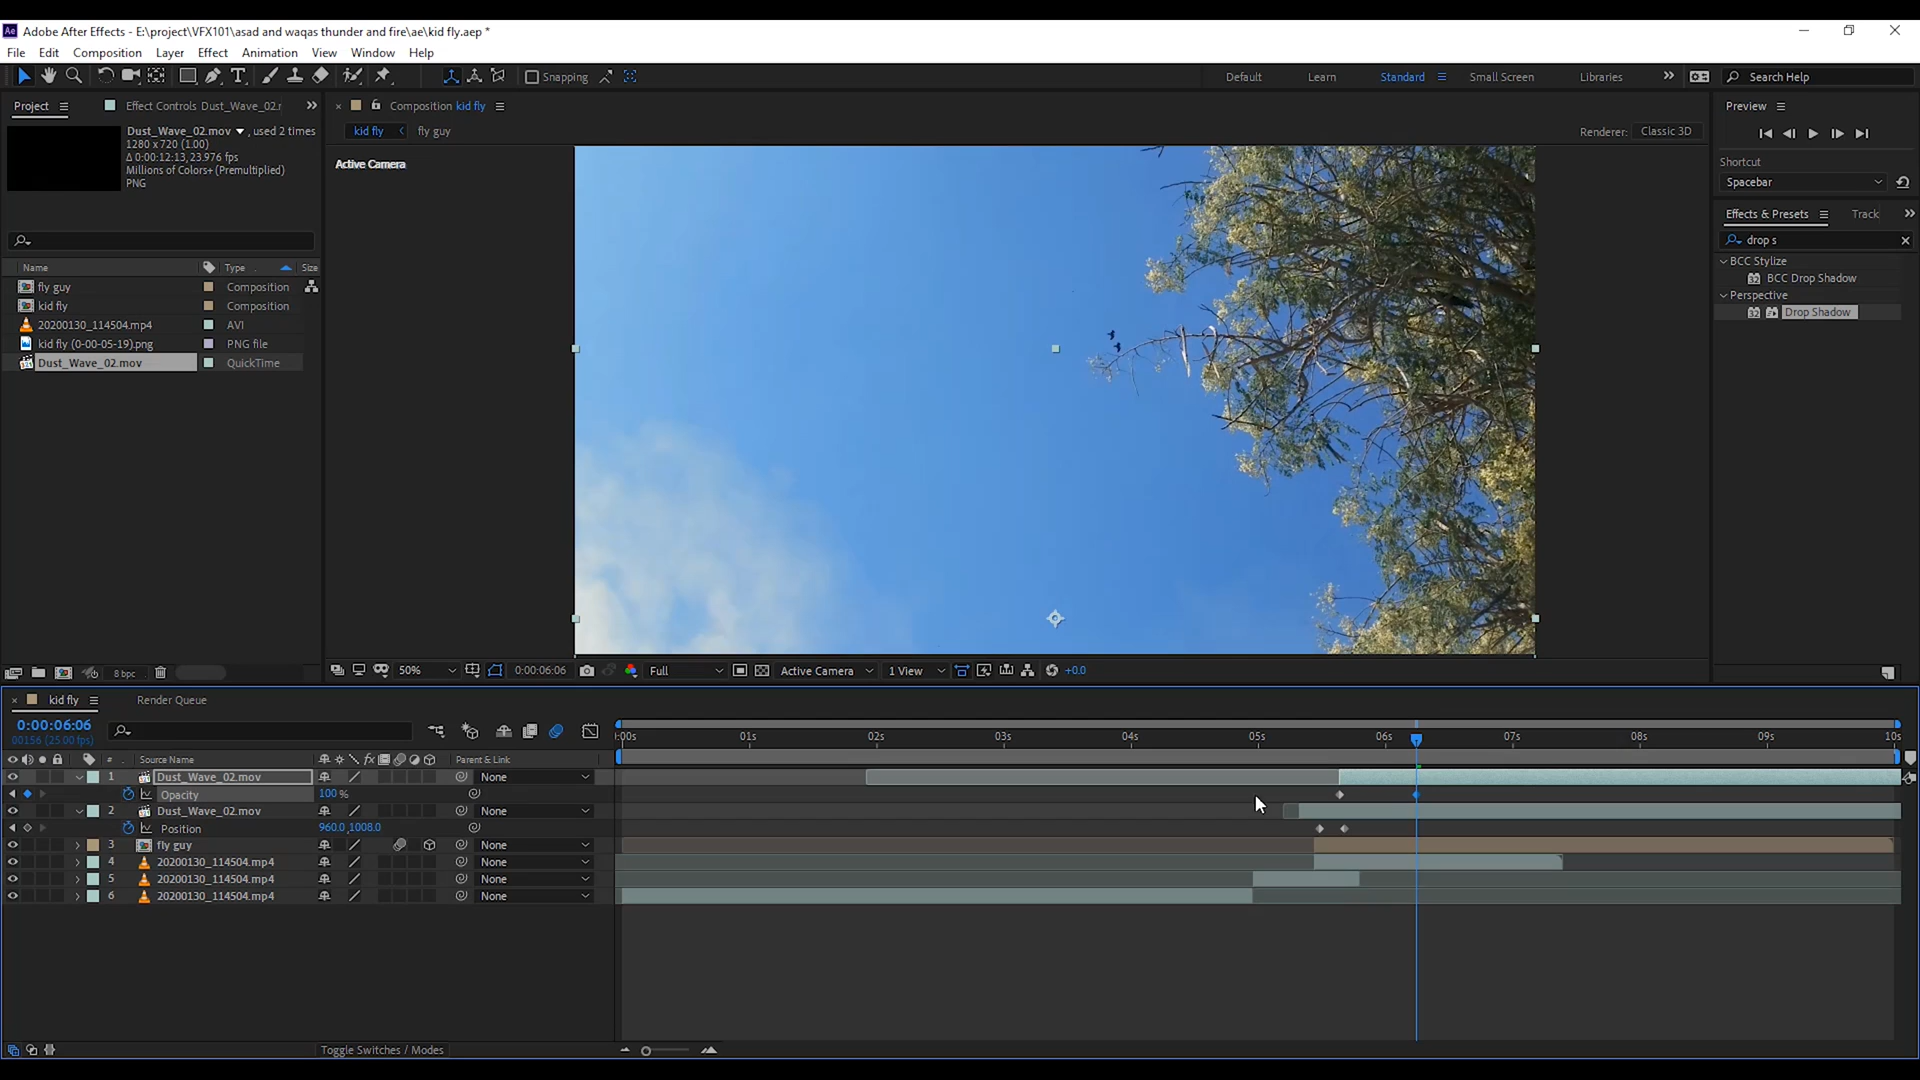 Adobe After Effects - E:\project\VFX101\asad and waqas thunder and fire\ae\kid fly.aep *
File Edit Composition Layer Effect Animation View Window Help
Snapping
Default Learn Standard Small Screen Libraries Search Help
Project Effect Controls Dust_Wave_02.r
Composition kid fly
Preview
Dust_Wave_02.mov , used 2 times
1280 x 720 (1.00)
Δ 0:00:12:13, 23.976 fps
Millions of Colors+ (Premultiplied)
PNG
kid fly fly guy
Renderer: Classic 3D
Active Camera
Shortcut
Spacebar
Effects & Presets Track
drop s
BCC Stylize
BCC Drop Shadow
Perspective
Drop Shadow
Name Type Size
fly guy Composition
kid fly Composition
20200130_114504.mp4 AVI
kid fly (0-00-05-19).png PNG file
Dust_Wave_02.mov QuickTime
8 bpc
50% 0:00:06:06 Full Active Camera 1 View +0.0
kid fly Render Queue
0:00:06:06
00156 (25.00 fps)
:00s 01s 02s 03s 04s 05s 06s 07s 08s 09s 10s
# Source Name fx Parent & Link
1 Dust_Wave_02.mov None
Opacity 100 %
2 Dust_Wave_02.mov None
Position 960.0,1008.0
3 fly guy None
4 20200130_114504.mp4 None
5 20200130_114504.mp4 None
6 20200130_114504.mp4 None
Toggle Switches / Modes